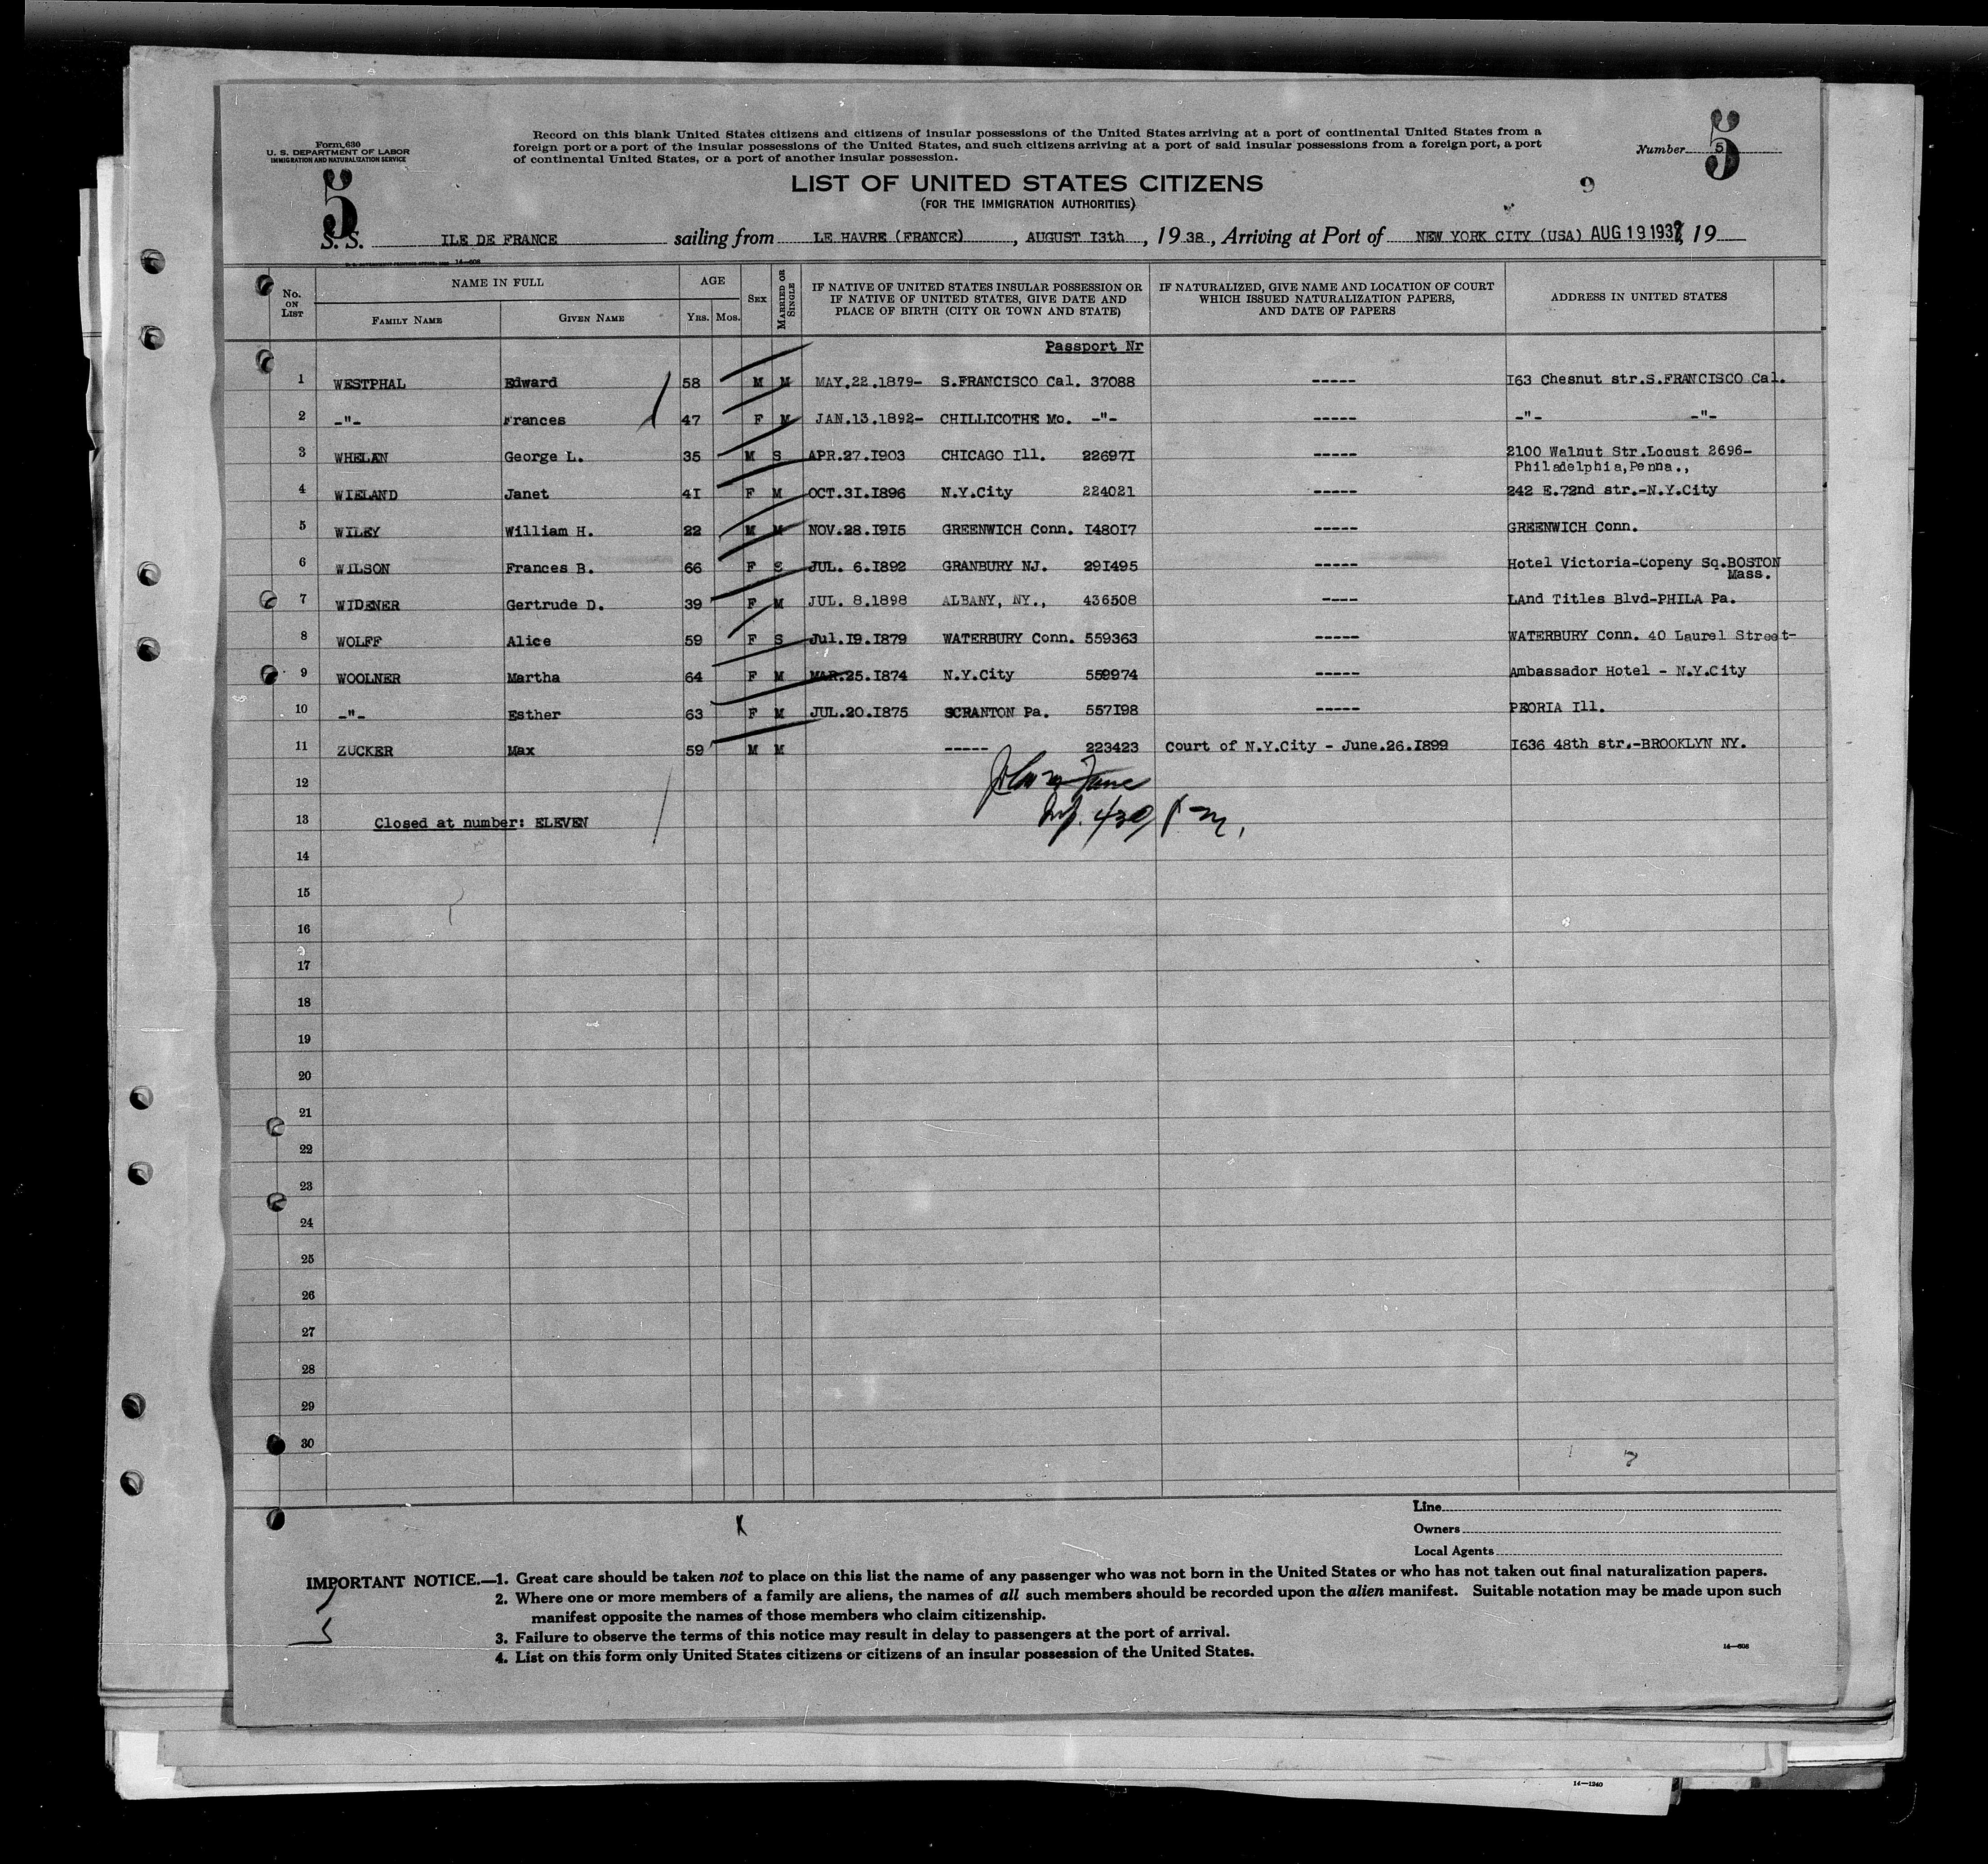 Form 630
U. S. DEPARTMENT OF LABOR
IMMIGRATION AND NATURALIZATION SERVICE
Record on this blank United States citizens and citizens of insular possessions of the United States arriving at a port of continental United States from a
foreign port or a port of the insular possessions of the United States, and such citizens arriving at a port of said insular possessions from a foreign port, a port
of continental United States, or a port of another insular possession.
Number 5
5
5
LIST OF UNITED STATES CITIZENS
9
(FOR THE IMMIGRATION AUTHORITIES)
S. S. ILE DE FRANCE sailing from LE HAVRE (FRANCE), AUGUST I3th, 19 38, Arriving at Port of NEW YORK CITY (USA) AUG 19 1938, 19
No. ON LIST NAME IN FULL AGE SEX MARRIED OR SINGLE IF NATIVE OF UNITED STATES INSULAR POSSESSION OR IF NATIVE OF UNITED STATES, GIVE DATE AND PLACE OF BIRTH (CITY OR TOWN AND STATE) IF NATURALIZED, GIVE NAME AND LOCATION OF COURT WHICH ISSUED NATURALIZATION PAPERS, AND DATE OF PAPERS ADDRESS IN UNITED STATES
FAMILY NAME GIVEN NAME YRS. MOS.
Passport Nr
1 WESTPHAL Edward 58 M M MAY.22.1879- S.FRANCISCO Cal. 37088 ----- I63 Chesnut str.S.FRANCISCO Cal.
2 -"- Frances 47 F M JAN.13.1892- CHILLICOTHE Mo. -"- ----- -"- -"-
3 WHELAN George L. 35 M S APR.27.I903 CHICAGO Ill. 22697I ----- 2100 Walnut Str.Locust 2696-
Philadelphia,Penna.,
4 WIELAND Janet 4I F M OCT.3I.I896 N.Y.City 224021 ----- 242 E.72nd str.-N.Y.City
5 WILEY William H. 22 M M NOV.28.I9I5 GREENWICH Conn. I480I7 ----- GREENWICH Conn.
6 WILSON Frances B. 66 F S JUL. 6.I892 GRANBURY NJ. 29I495 ----- Hotel Victoria-Copeny Sq.BOSTON
Mass.
7 WIDENER Gertrude D. 39 F M JUL. 8.1898 ALBANY, NY., 436508 ---- LAnd Titles Blvd-PHILA Pa.
8 WOLFF Alice 59 F S Jul.I9.I879 WATERBURY Conn. 559363 ----- WATERBURY Conn. 40 Laurel Street-
9 WOOLNER Martha 64 F M MAR.25.I874 N.Y.City 559974 ----- Ambassador Hotel - N.Y.City
10 -"- Esther 63 F M JUL.20.I875 SCRANTON Pa. 557I98 ----- PEORIA Ill.
11 ZUCKER Max 59 M M ----- 223423 Court of N.Y.City - June.26.I899 I636 48th str.-BROOKLYN NY.
12
13 Closed at number: ELEVEN
14
15
16
17
18
19
20
21
22
23
24
25
26
27
28
29
30
Line
Owners
Local Agents
IMPORTANT NOTICE.—1. Great care should be taken not to place on this list the name of any passenger who was not born in the United States or who has not taken out final naturalization papers.
2. Where one or more members of a family are aliens, the names of all such members should be recorded upon the alien manifest. Suitable notation may be made upon such
manifest opposite the names of those members who claim citizenship.
3. Failure to observe the terms of this notice may result in delay to passengers at the port of arrival.
4. List on this form only United States citizens or citizens of an insular possession of the United States.
14—608
14—1240